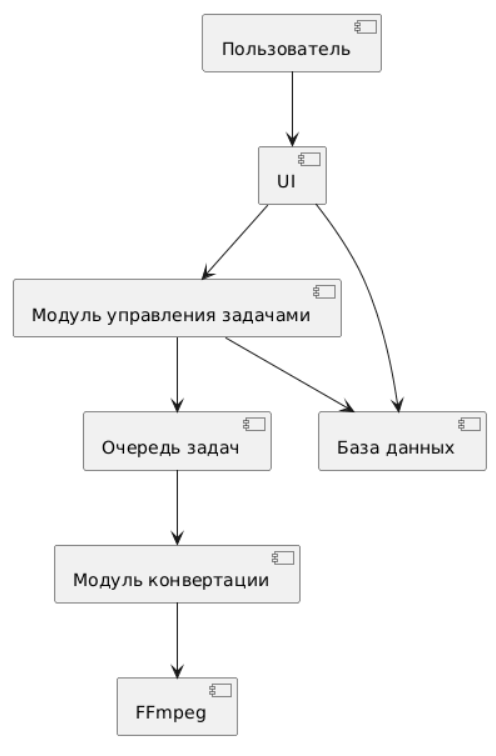 Пользователь
UI
Модуль управления задачами
Очередь задач
База данных
Модуль конвертации
FFmpeg